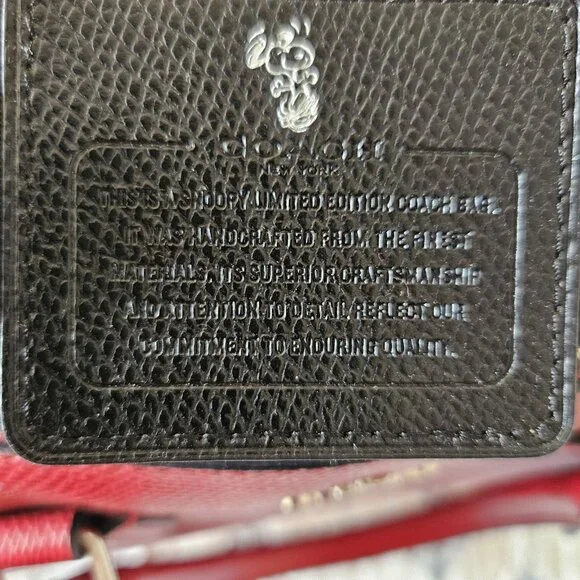 COACH
NEW YORK
THIS IS A SNOOPY LIMITED EDITION COACH BAG.
IT WAS HANDCRAFTED FROM THE FINEST
MATERIALS. ITS SUPERIOR CRAFTSMANSHIP
AND ATTENTION TO DETAIL REFLECT OUR
COMMITMENT TO ENDURING QUALITY.